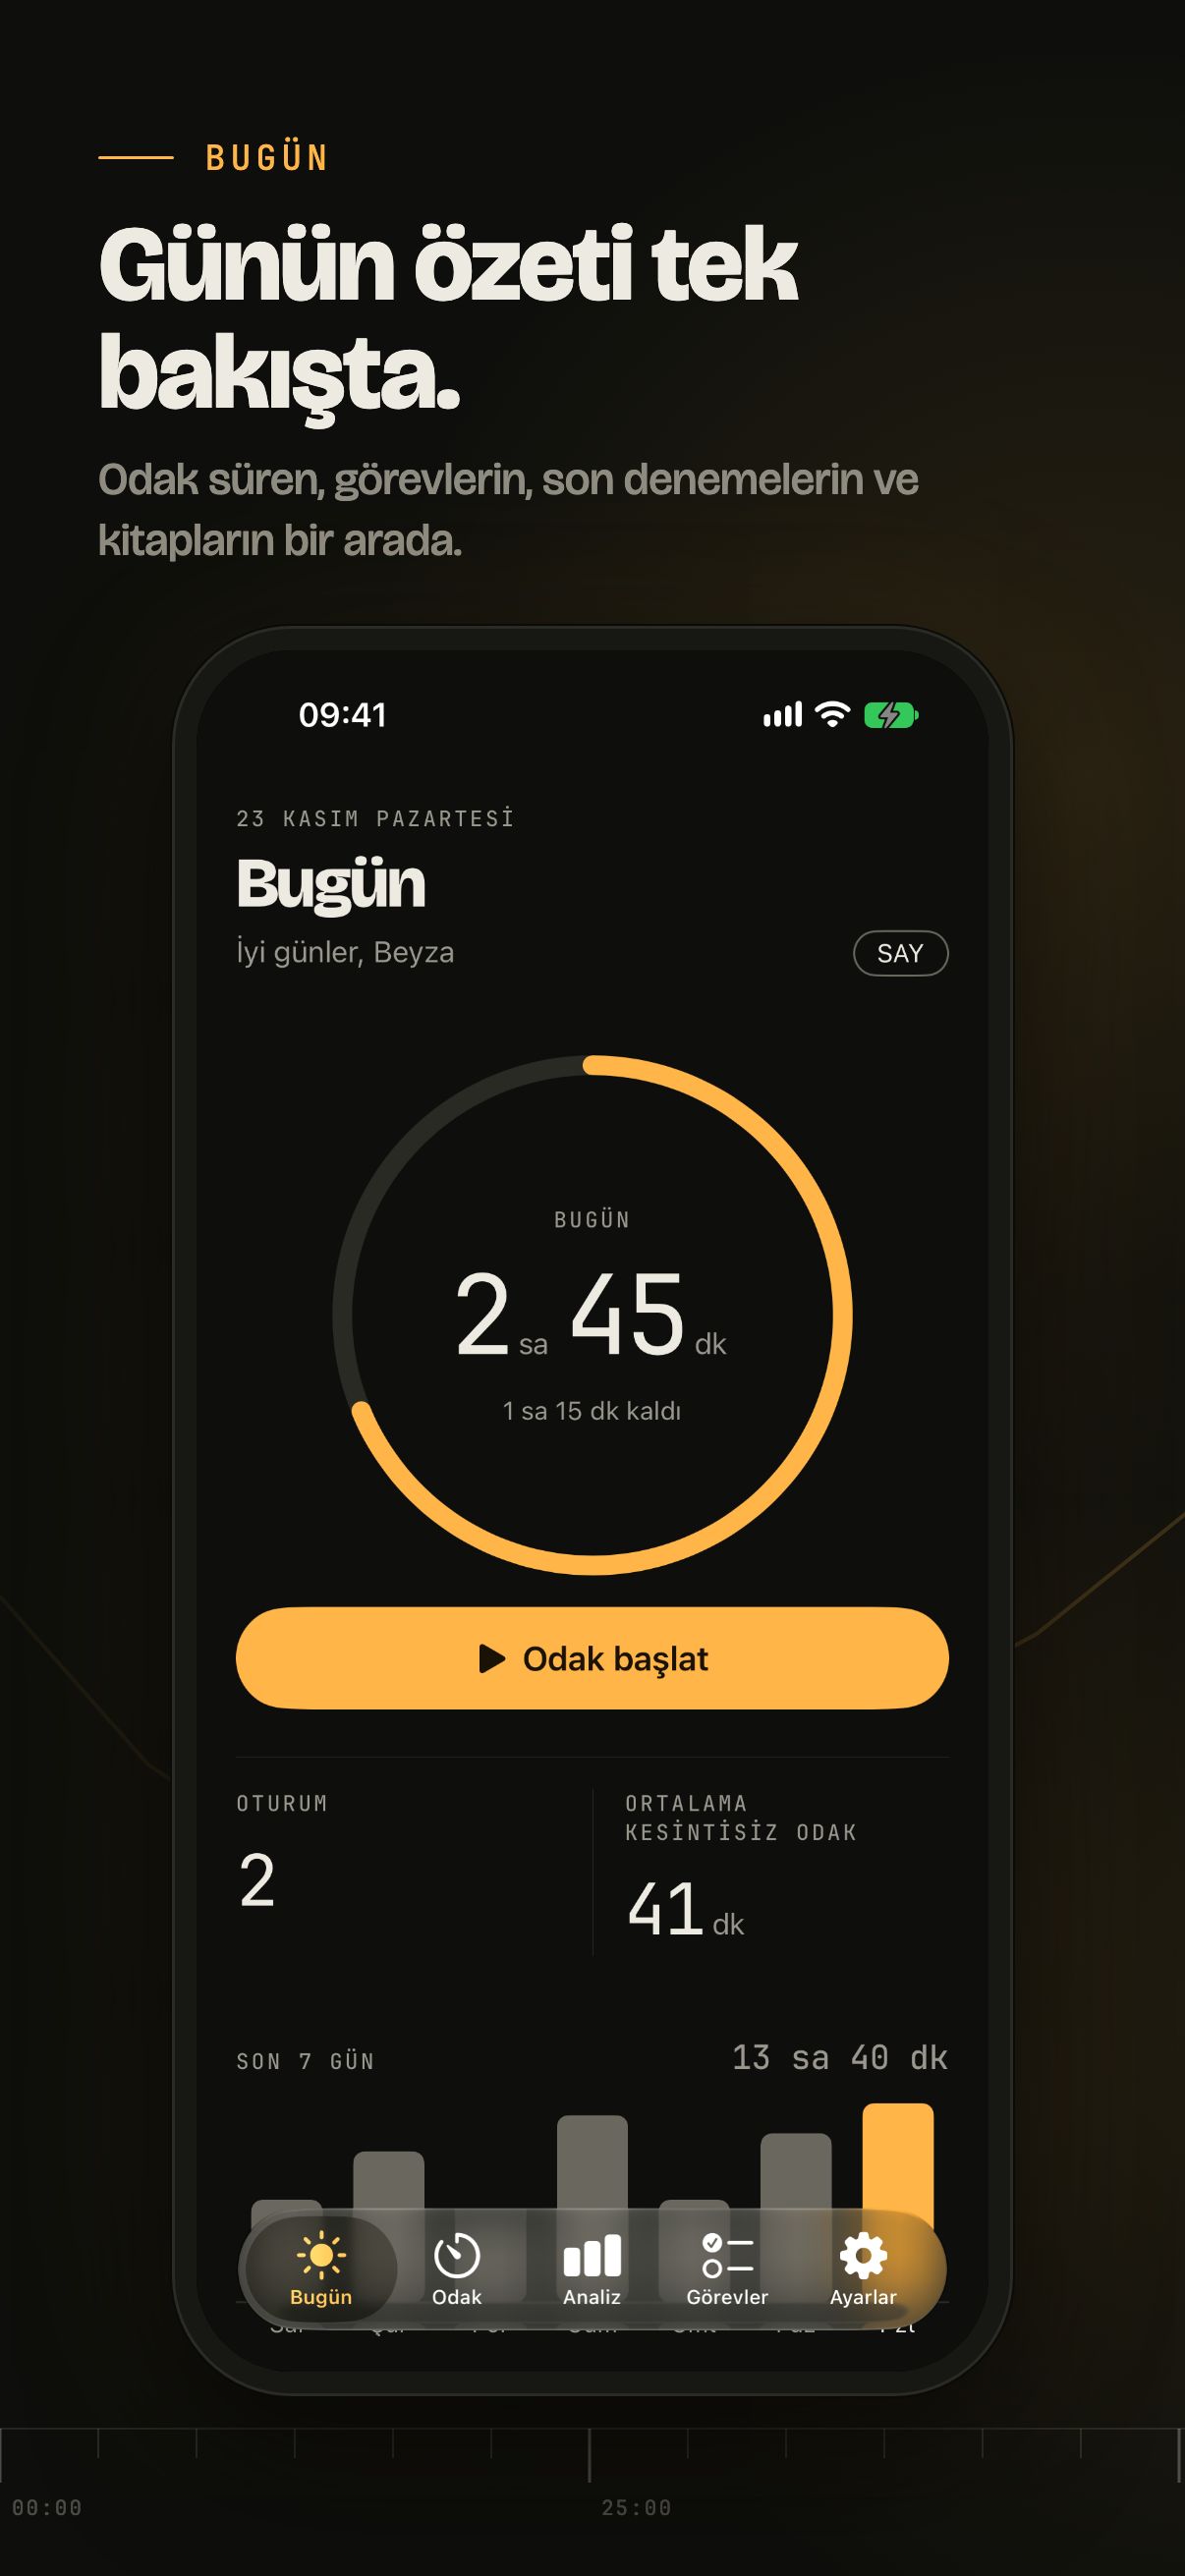 BUGÜN
Günün özeti tek
bakışta.
Odak süren, görevlerin, son denemelerin ve
kitapların bir arada.
09:41
23 KASIM PAZARTESİ
Bugün
İyi günler, Beyza
SAY
BUGÜN
2 sa 45 dk
1 sa 15 dk kaldı
Odak başlat
OTURUM
ORTALAMA
KESİNTİSİZ ODAK
2
41 dk
SON 7 GÜN
13 sa 40 dk
Bugün
Odak
Analiz
Görevler
Ayarlar
00:00
25:00